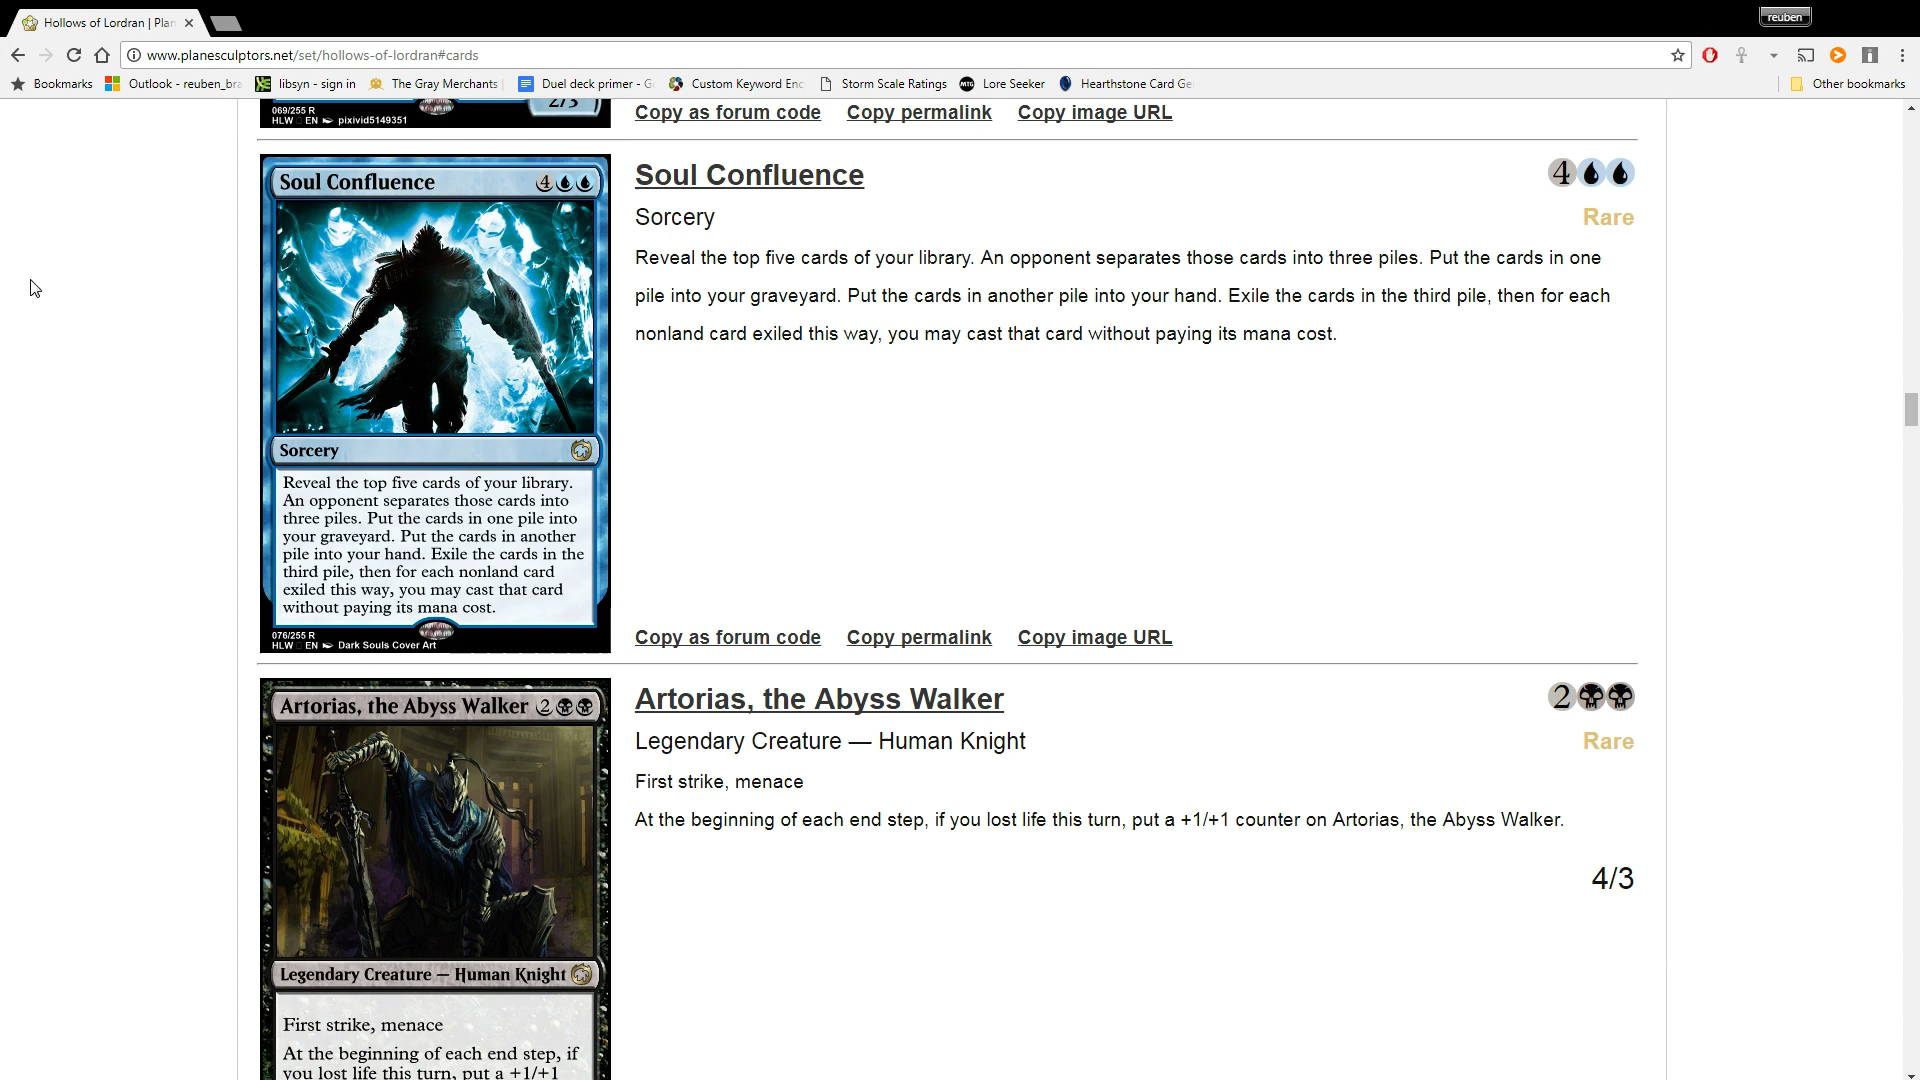 Hollows of Lordran | Plan
reuben
www.planesculptors.net/set/hollows-of-lordran#cards
Bookmarks Outlook - reuben_bra libsyn - sign in The Gray Merchants Duel deck primer - G Custom Keyword Enc Storm Scale Ratings MTG Lore Seeker Hearthstone Card Ge Other bookmarks
069/255 R
HLW EN pixivid5149351
2/3
Copy as forum code Copy permalink Copy image URL
Soul Confluence 4
Sorcery
Reveal the top five cards of your library.
An opponent separates those cards into
three piles. Put the cards in one pile into
your graveyard. Put the cards in another
pile into your hand. Exile the cards in the
third pile, then for each nonland card
exiled this way, you may cast that card
without paying its mana cost.
076/255 R
HLW EN Dark Souls Cover Art
Soul Confluence 4
Sorcery Rare
Reveal the top five cards of your library. An opponent separates those cards into three piles. Put the cards in one
pile into your graveyard. Put the cards in another pile into your hand. Exile the cards in the third pile, then for each
nonland card exiled this way, you may cast that card without paying its mana cost.
Copy as forum code Copy permalink Copy image URL
Artorias, the Abyss Walker 2
Legendary Creature — Human Knight
First strike, menace
At the beginning of each end step, if
you lost life this turn, put a +1/+1
Artorias, the Abyss Walker 2
Legendary Creature — Human Knight Rare
First strike, menace
At the beginning of each end step, if you lost life this turn, put a +1/+1 counter on Artorias, the Abyss Walker.
4/3